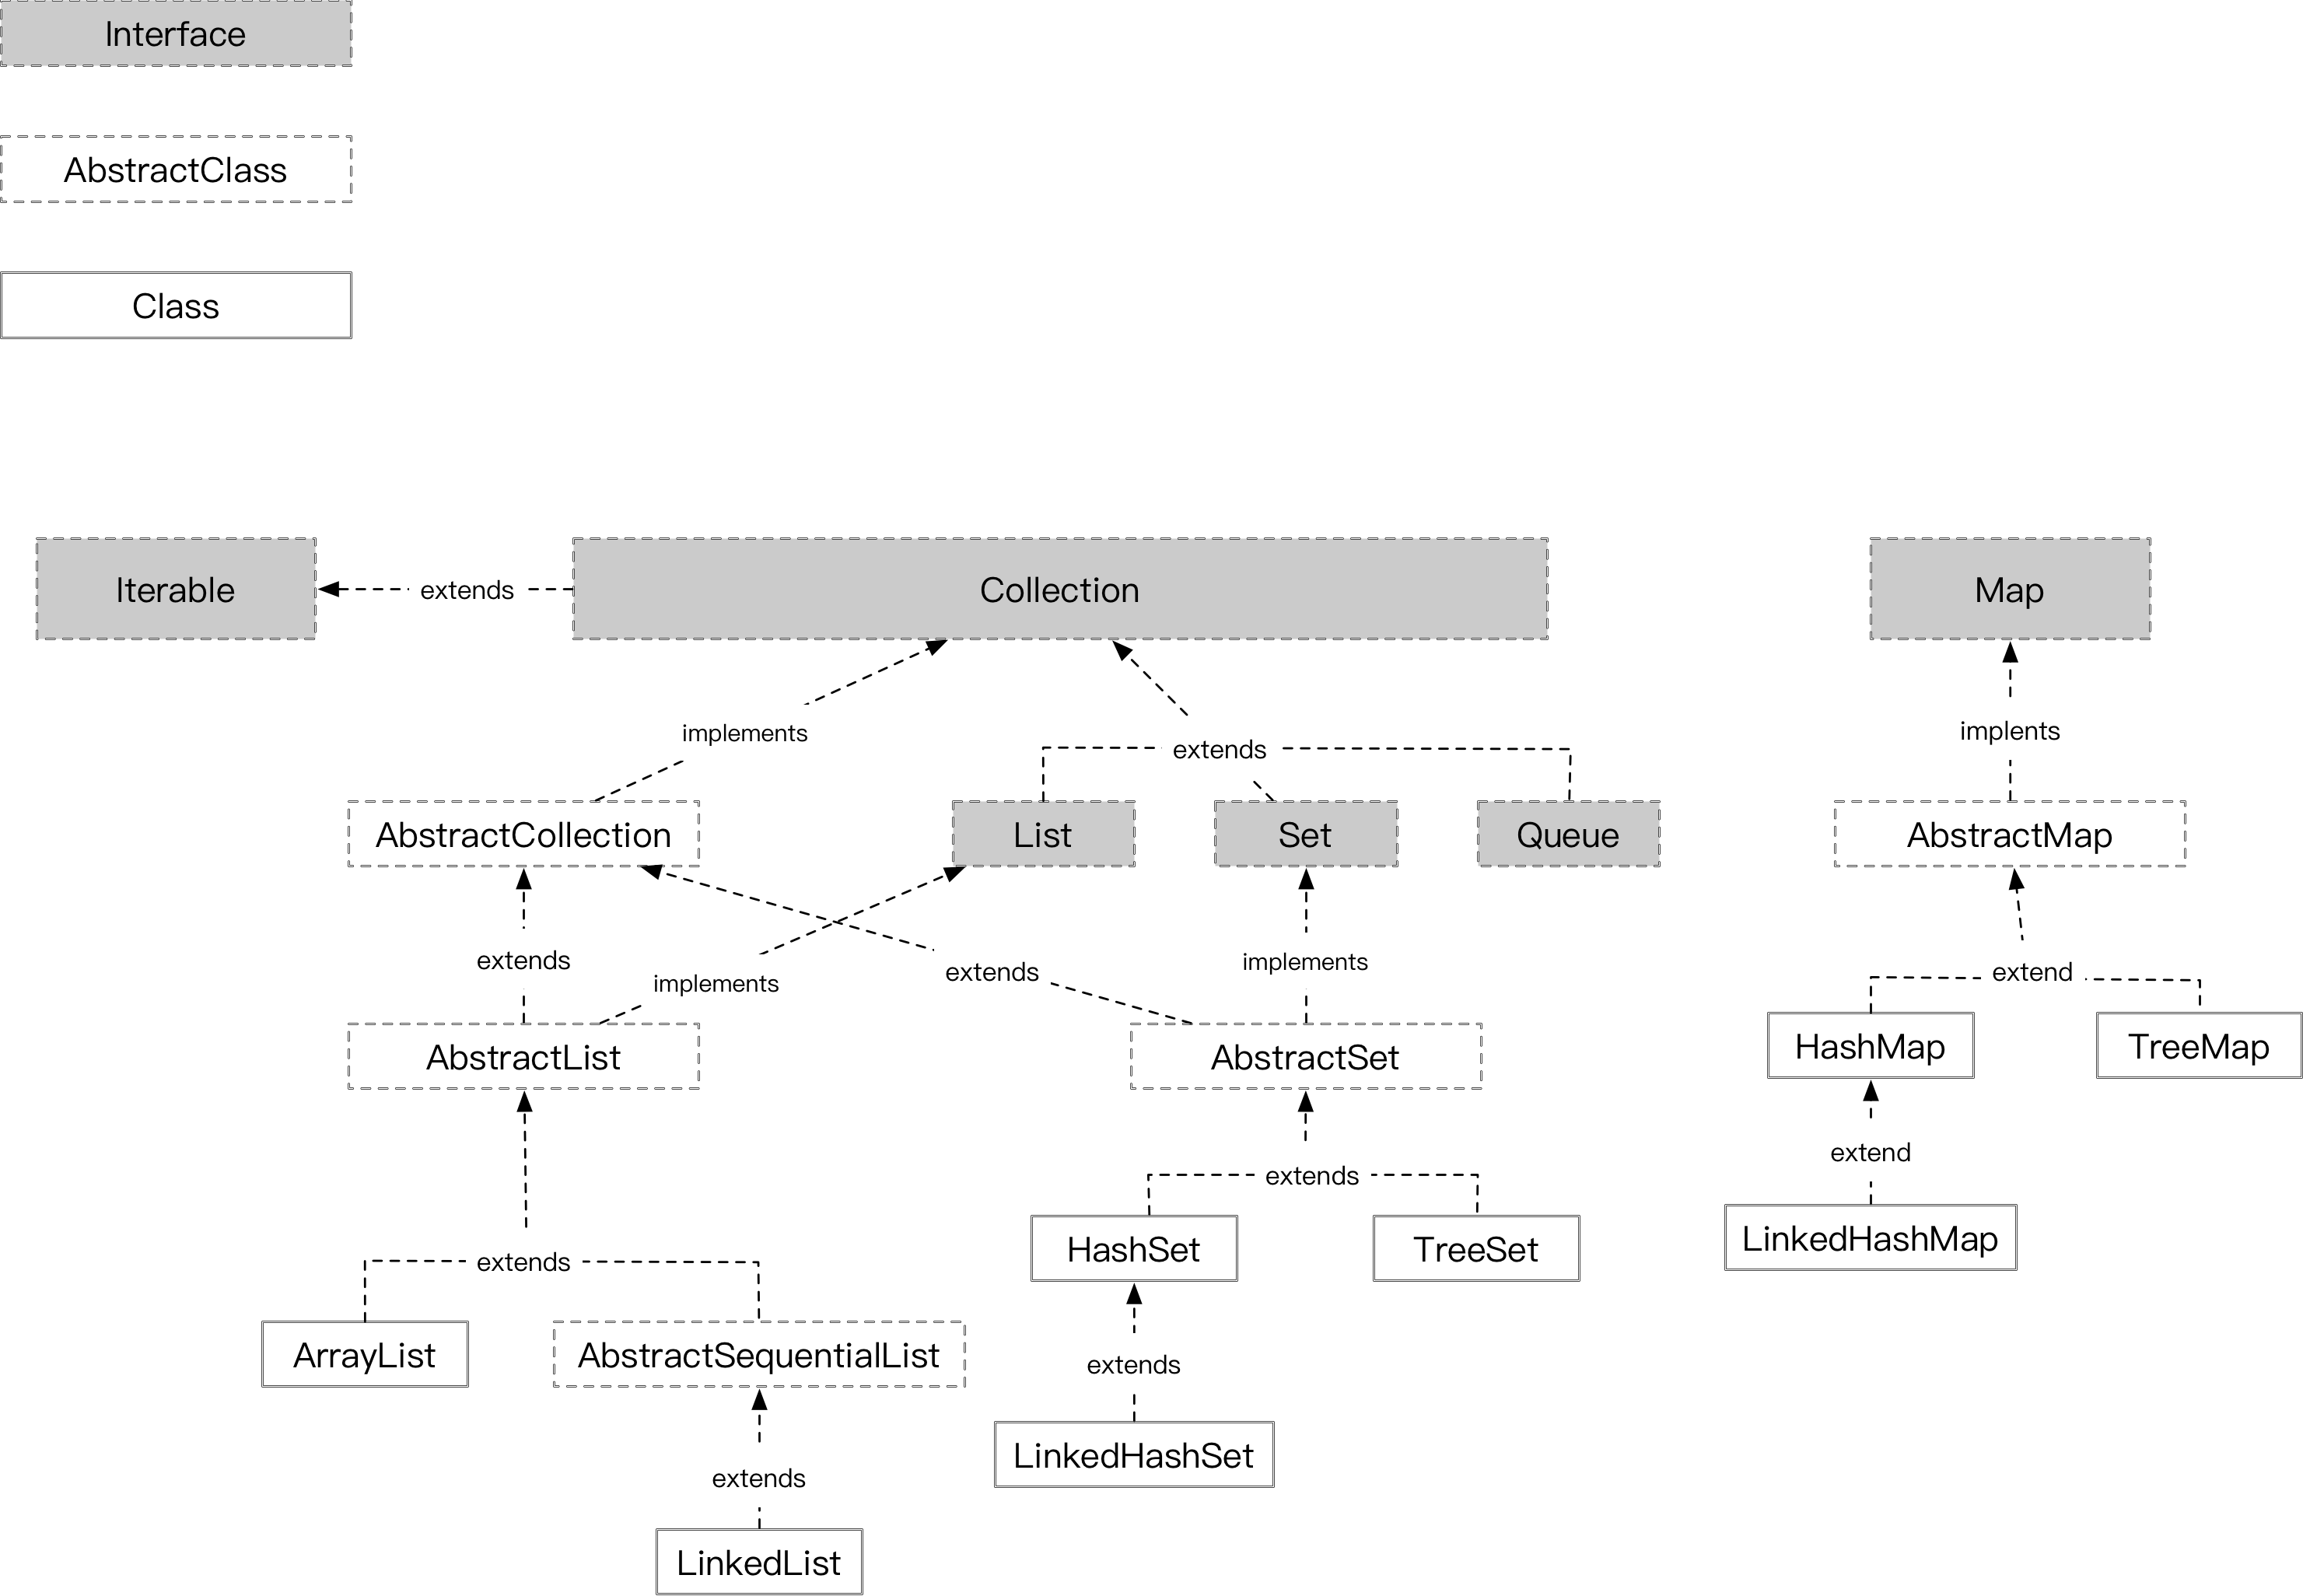 Interface
AbstractClass
Class
Iterable
extends
Collection
Map
implements
extends
implents
AbstractCollection
List
Set
Queue
AbstractMap
extends
implements
extends
implements
extend
AbstractList
AbstractSet
HashMap
TreeMap
extends
extend
HashSet
TreeSet
LinkedHashMap
extends
ArrayList
AbstractSequentialList
extends
LinkedHashSet
extends
LinkedList